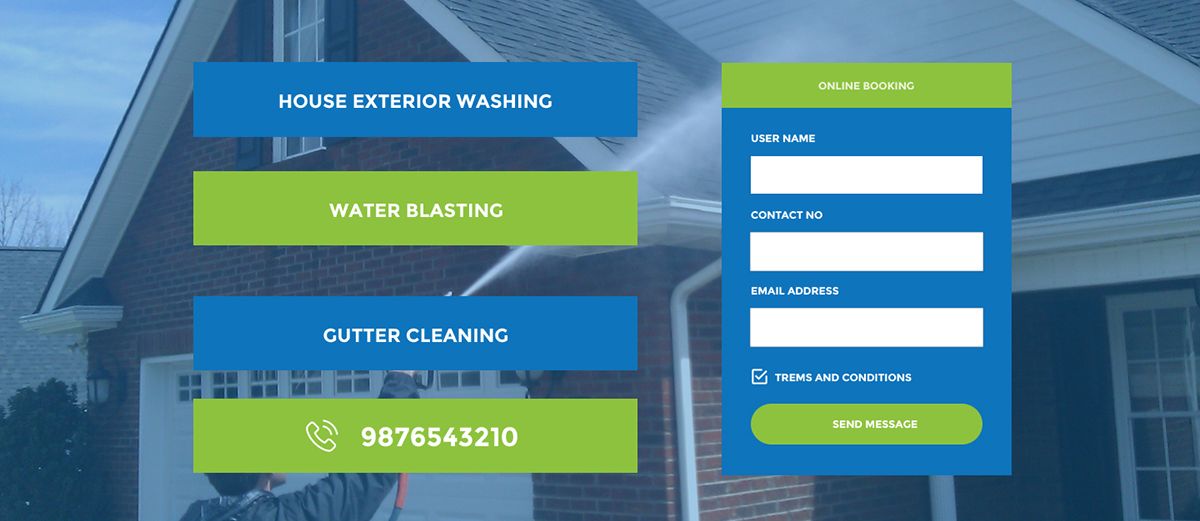 HOUSE EXTERIOR WASHING
WATER BLASTING
GUTTER CLEANING
9876543210
ONLINE BOOKING
USER NAME
CONTACT NO
EMAIL ADDRESS
TREMS AND CONDITIONS
SEND MESSAGE